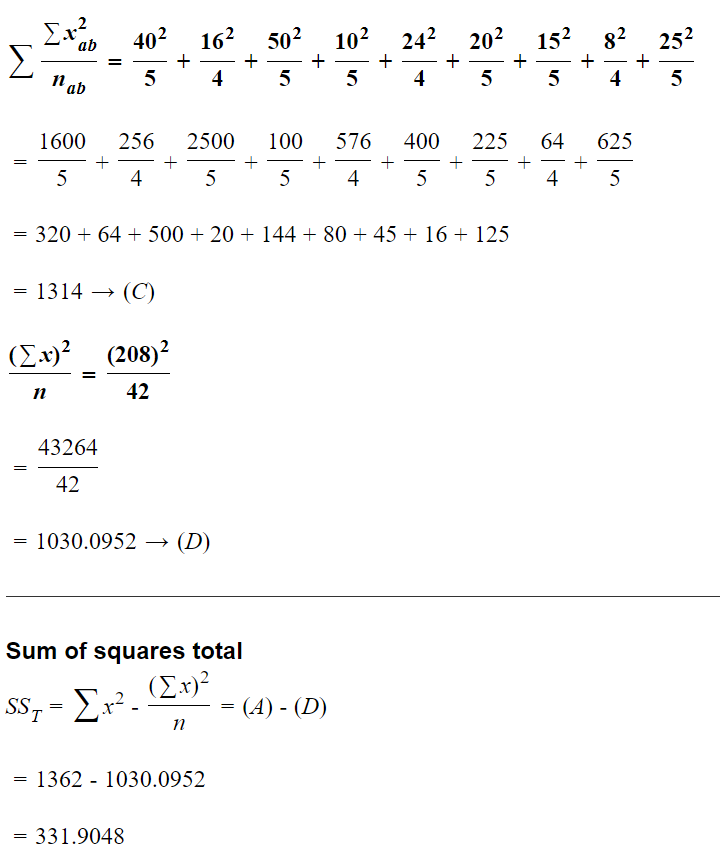 ∑ ∑x²ab / nab = 40²/5 + 16²/4 + 50²/5 + 10²/5 + 24²/4 + 20²/5 + 15²/5 + 8²/4 + 25²/5
= 1600/5 + 256/4 + 2500/5 + 100/5 + 576/4 + 400/5 + 225/5 + 64/4 + 625/5
= 320 + 64 + 500 + 20 + 144 + 80 + 45 + 16 + 125
= 1314 → (C)
(∑x)²/n = (208)²/42
= 43264/42
= 1030.0952 → (D)
Sum of squares total
SS_T = ∑x² - (∑x)²/n = (A) - (D)
= 1362 - 1030.0952
= 331.9048